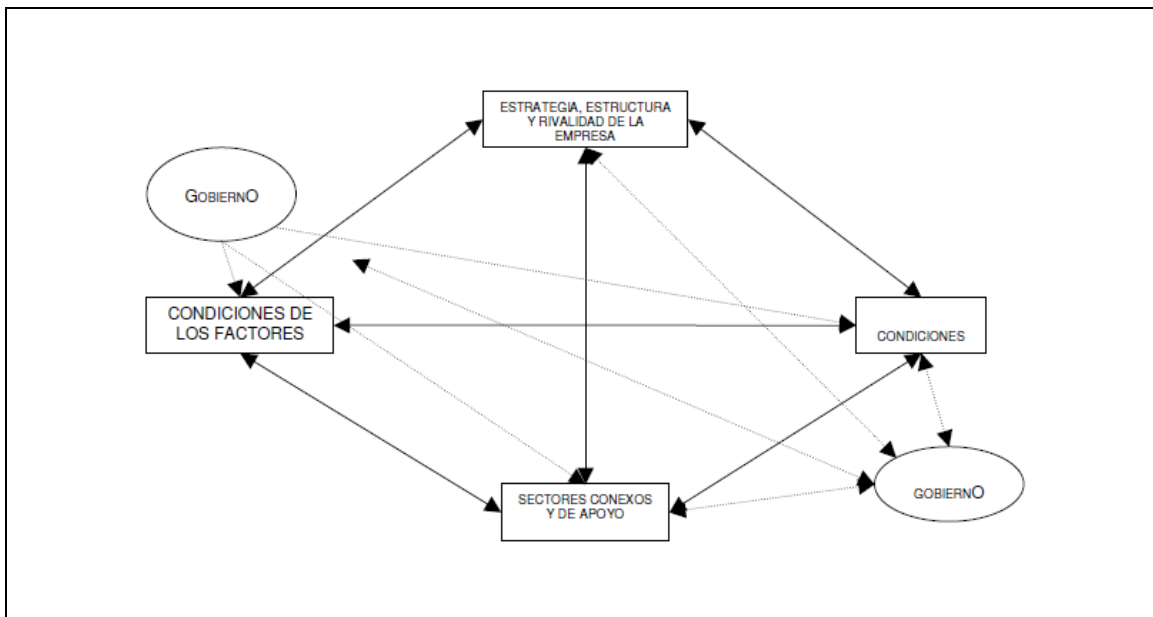 ESTRATEGIA, ESTRUCTURA
Y RIVALIDAD DE LA
EMPRESA
GOBIERNO
CONDICIONES DE
LOS FACTORES
CONDICIONES
SECTORES CONEXOS
Y DE APOYO
GOBIERNO